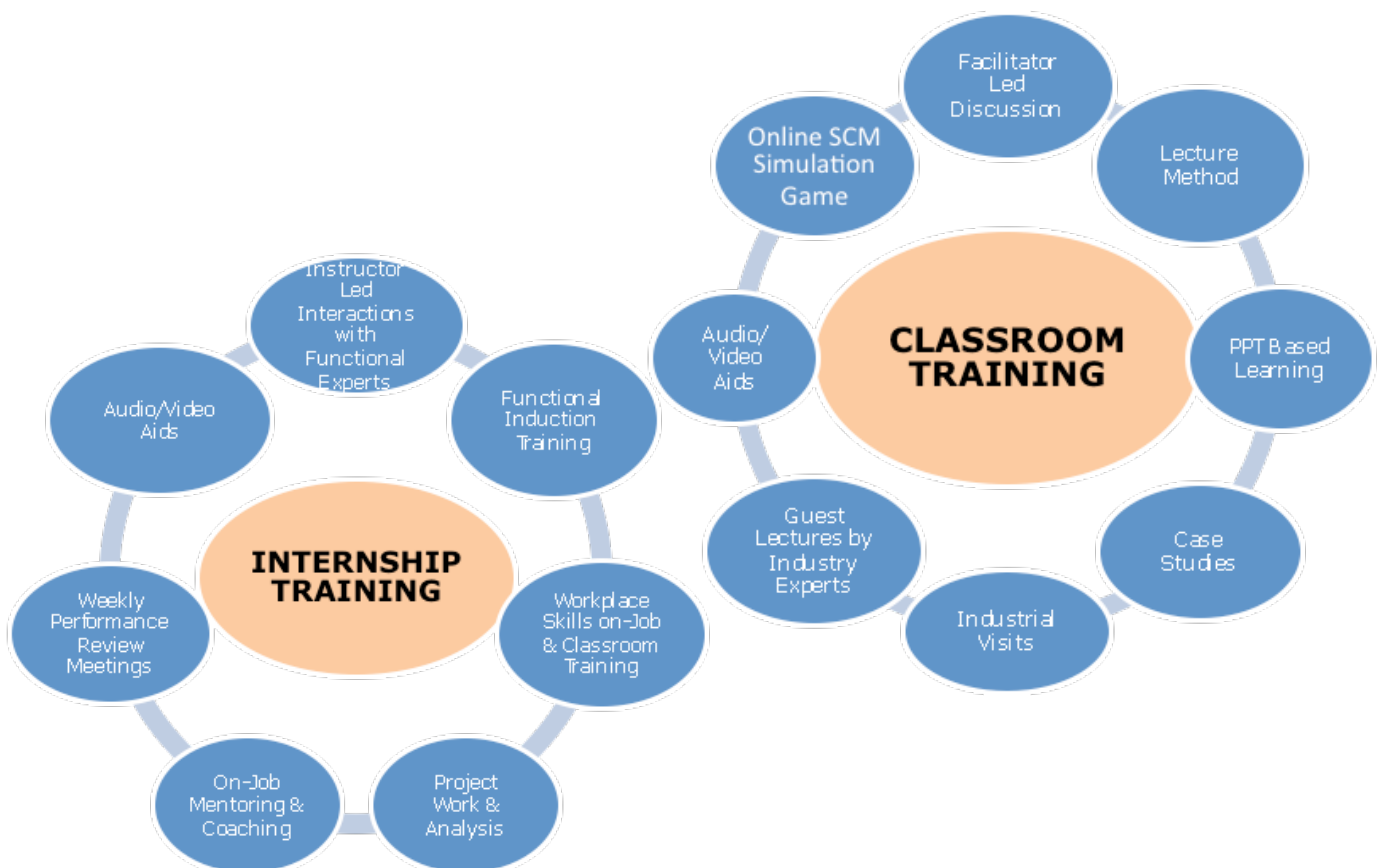 Facilitator
Led
Discussion
Lecture
Method
PPT Based
Learning
Case
Studies
Industrial
Visits
Guest
Lectures by
Industry
Experts
Audio/
Video
Aids
Online SCM
Simulation
Game
CLASSROOM
TRAINING
Instructor
Led
Interactions
with
Functional
Experts
Functional
Induction
Training
Workplace
Skills on-Job
& Classroom
Training
Project
Work &
Analysis
On-Job
Mentoring &
Coaching
Weekly
Performance
Review
Meetings
Audio/Video
Aids
INTERNSHIP
TRAINING